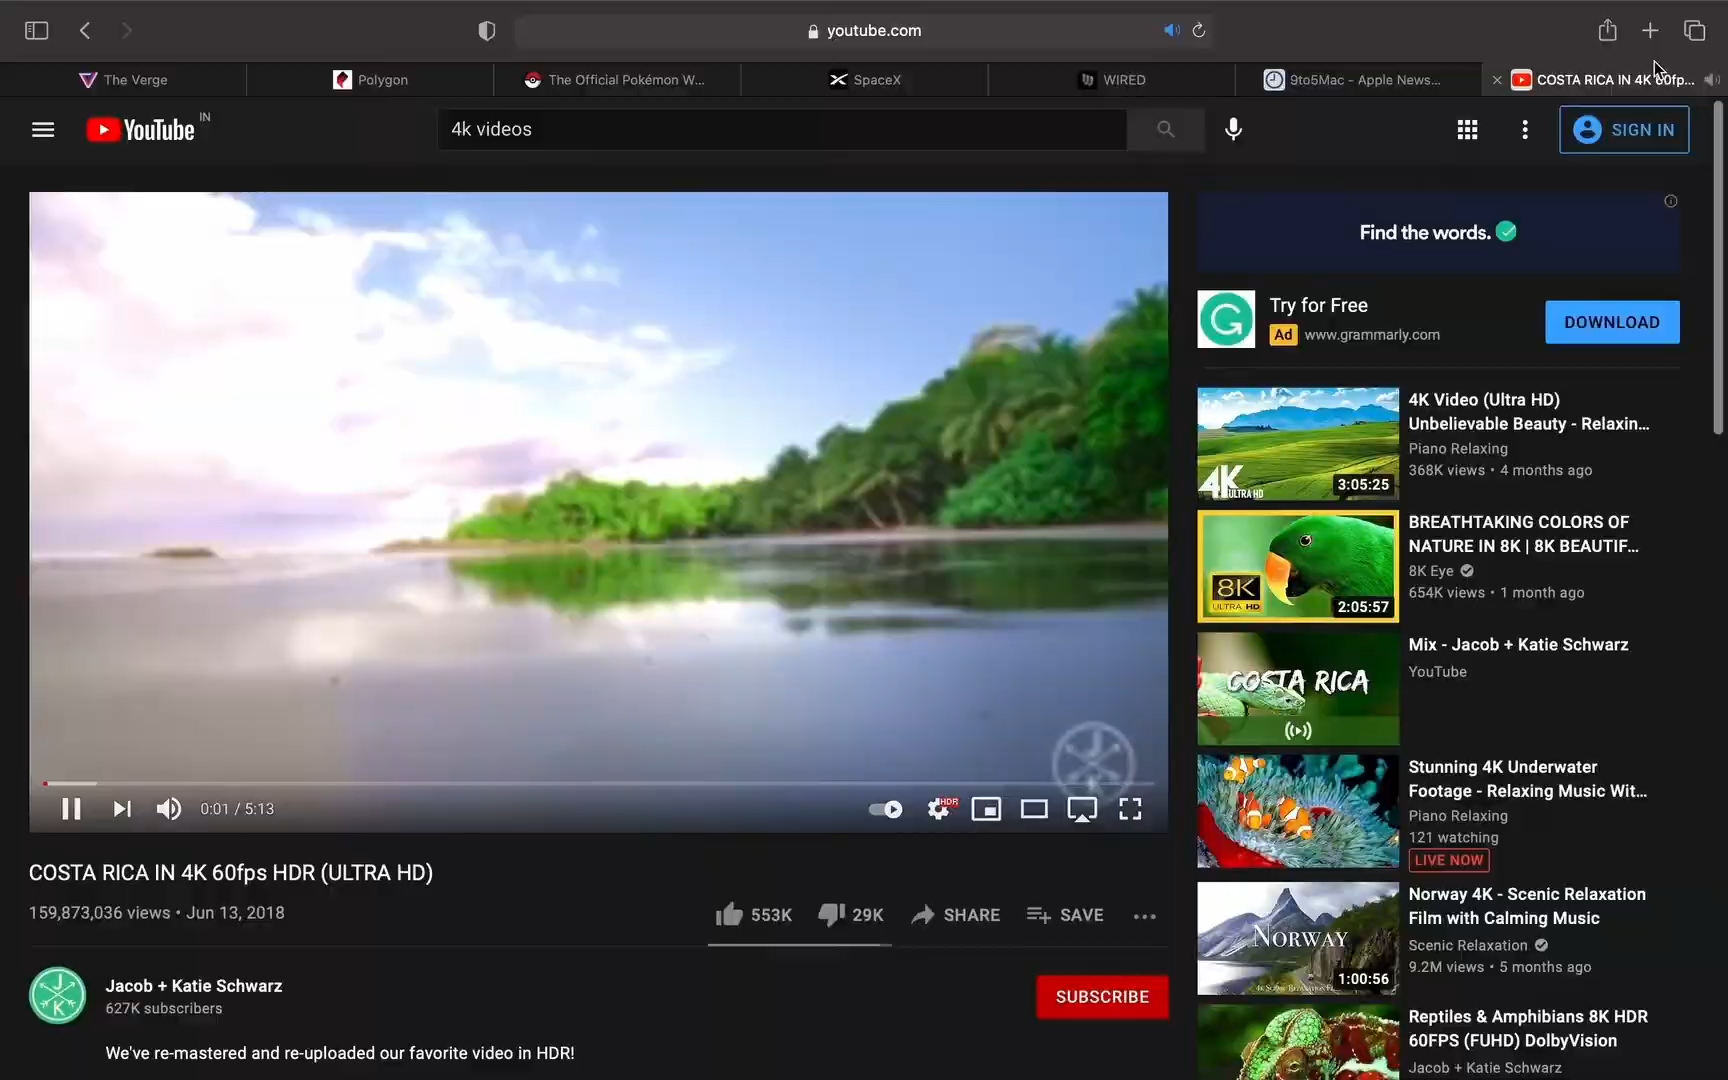 youtube.com
The Verge
Polygon
The Official Pokémon W...
SpaceX
WIRED
9to5Mac - Apple News...
COSTA RICA IN 4K 60fp...
YouTube IN
4k videos
SIGN IN
Find the words.
Try for Free
Ad www.grammarly.com
DOWNLOAD
4K Video (Ultra HD)
Unbelievable Beauty - Relaxin...
Piano Relaxing
368K views • 4 months ago
4K ULTRA HD
3:05:25
BREATHTAKING COLORS OF
NATURE IN 8K | 8K BEAUTIF...
8K Eye
654K views • 1 month ago
8K
ULTRA HD
2:05:57
Mix - Jacob + Katie Schwarz
YouTube
COSTA RICA
Stunning 4K Underwater
Footage - Relaxing Music Wit...
Piano Relaxing
121 watching
LIVE NOW
Norway 4K - Scenic Relaxation
Film with Calming Music
Scenic Relaxation
9.2M views • 5 months ago
NORWAY
1:00:56
Reptiles & Amphibians 8K HDR
60FPS (FUHD) DolbyVision
Jacob + Katie Schwarz
J K
0:01 / 5:13
HDR
COSTA RICA IN 4K 60fps HDR (ULTRA HD)
159,873,036 views • Jun 13, 2018
553K 29K SHARE SAVE
J K
Jacob + Katie Schwarz
627K subscribers
SUBSCRIBE
We've re-mastered and re-uploaded our favorite video in HDR!